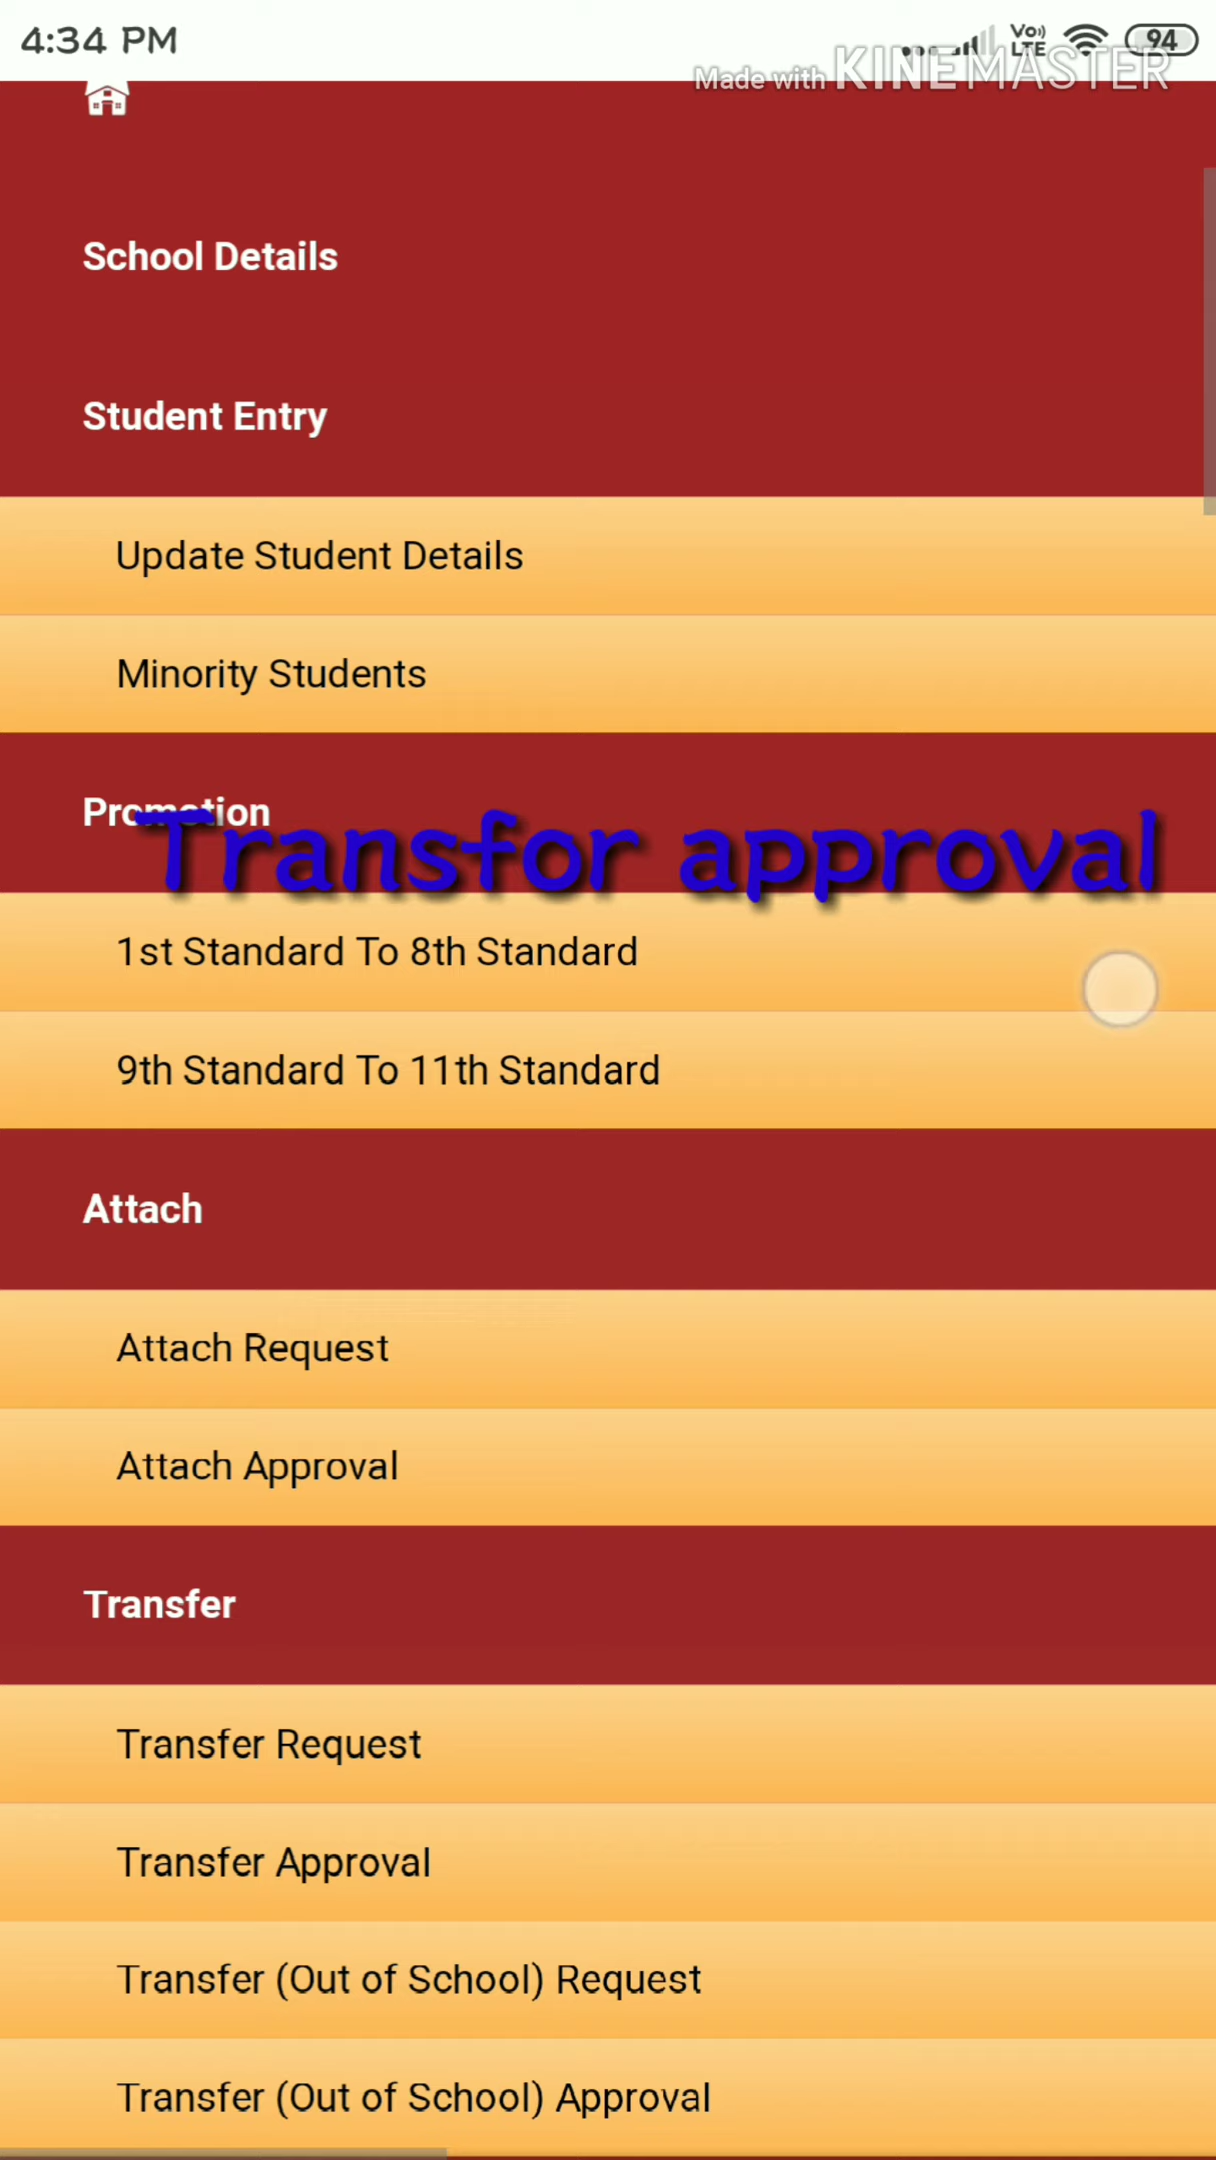 4:34 PM
Vo)
LTE
94
Made with KINEMASTER
School Details
Student Entry
Update Student Details
Minority Students
Promotion
Transfor approval
1st Standard To 8th Standard
9th Standard To 11th Standard
Attach
Attach Request
Attach Approval
Transfer
Transfer Request
Transfer Approval
Transfer (Out of School) Request
Transfer (Out of School) Approval